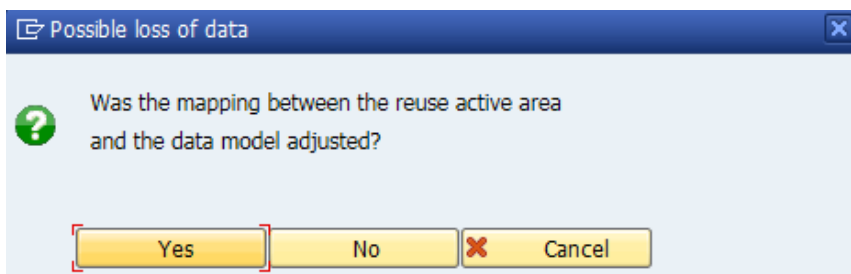 Possible loss of data
Was the mapping between the reuse active area
and the data model adjusted?
Yes No Cancel